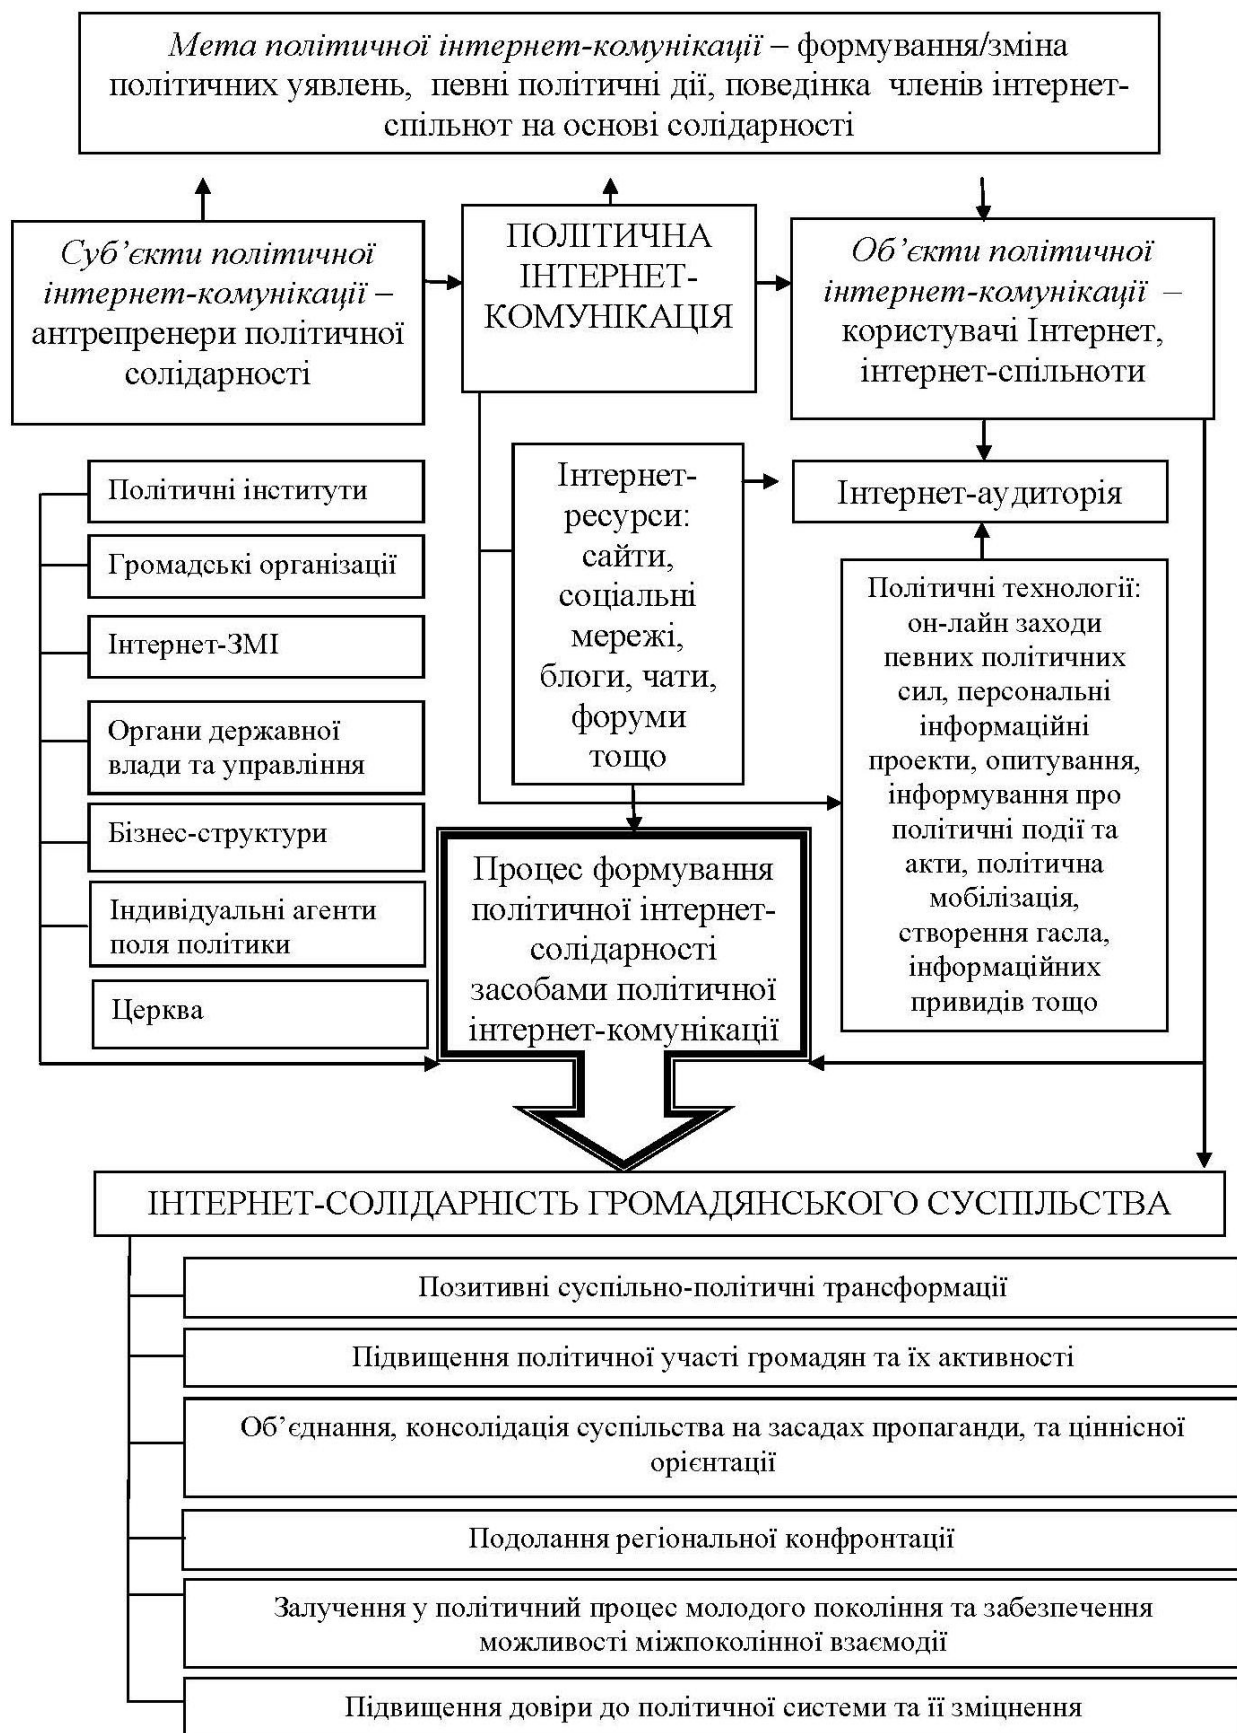 Мета політичної інтернет-комунікації – формування/зміна
політичних уявлень, певні політичні дії, поведінка членів інтернет-
спільнот на основі солідарності
Суб’єкти політичної
інтернет-комунікації –
антрепренери політичної
солідарності
ПОЛІТИЧНА
ІНТЕРНЕТ-
КОМУНІКАЦІЯ
Об’єкти політичної
інтернет-комунікації –
користувачі Інтернет,
інтернет-спільноти
Політичні інститути
Громадські організації
Інтернет-ЗМІ
Органи державної
влади та управління
Бізнес-структури
Індивідуальні агенти
поля політики
Церква
Інтернет-
ресурси:
сайти,
соціальні
мережі,
блоги, чати,
форуми
тощо
Інтернет-аудиторія
Політичні технології:
он-лайн заходи
певних політичних
сил, персональні
інформаційні
проекти, опитування,
інформування про
політичні події та
акти, політична
мобілізація,
створення гасла,
інформаційних
привидів тощо
Процес формування
політичної інтернет-
солідарності
засобами політичної
інтернет-комунікації
ІНТЕРНЕТ-СОЛІДАРНІСТЬ ГРОМАДЯНСЬКОГО СУСПІЛЬСТВА
Позитивні суспільно-політичні трансформації
Підвищення політичної участі громадян та їх активності
Об’єднання, консолідація суспільства на засадах пропаганди, та ціннісної
орієнтації
Подолання регіональної конфронтації
Залучення у політичний процес молодого покоління та забезпечення
можливості міжпоколінної взаємодії
Підвищення довіри до політичної системи та її зміцнення